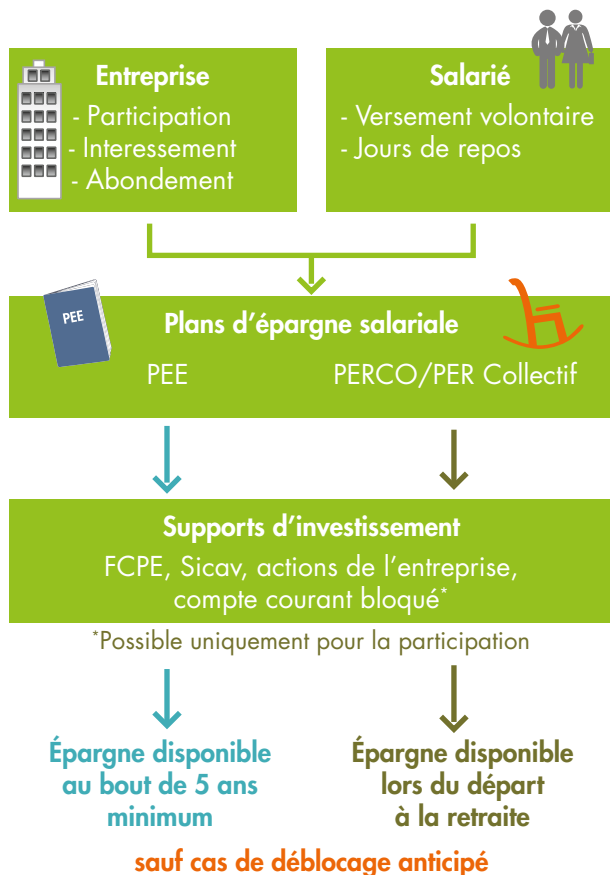 Entreprise
- Participation
- Interessement
- Abondement
Salarié
- Versement volontaire
- Jours de repos
PEE
Plans d'épargne salariale
PEE
PERCO/PER Collectif
Supports d'investissement
FCPE, Sicav, actions de l'entreprise,
compte courant bloqué*
*Possible uniquement pour la participation
Épargne disponible
au bout de 5 ans
minimum
Épargne disponible
lors du départ
à la retraite
sauf cas de déblocage anticipé